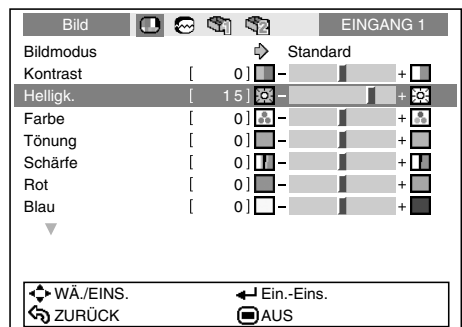 Bild EINGANG 1
Bildmodus Standard
Kontrast [ 0] - +
Helligk. [ 15] - +
Farbe [ 0] - +
Tönung [ 0] - +
Schärfe [ 0] - +
Rot [ 0] - +
Blau [ 0] - +
WÄ./EINS. Ein.-Eins.
ZURÜCK AUS